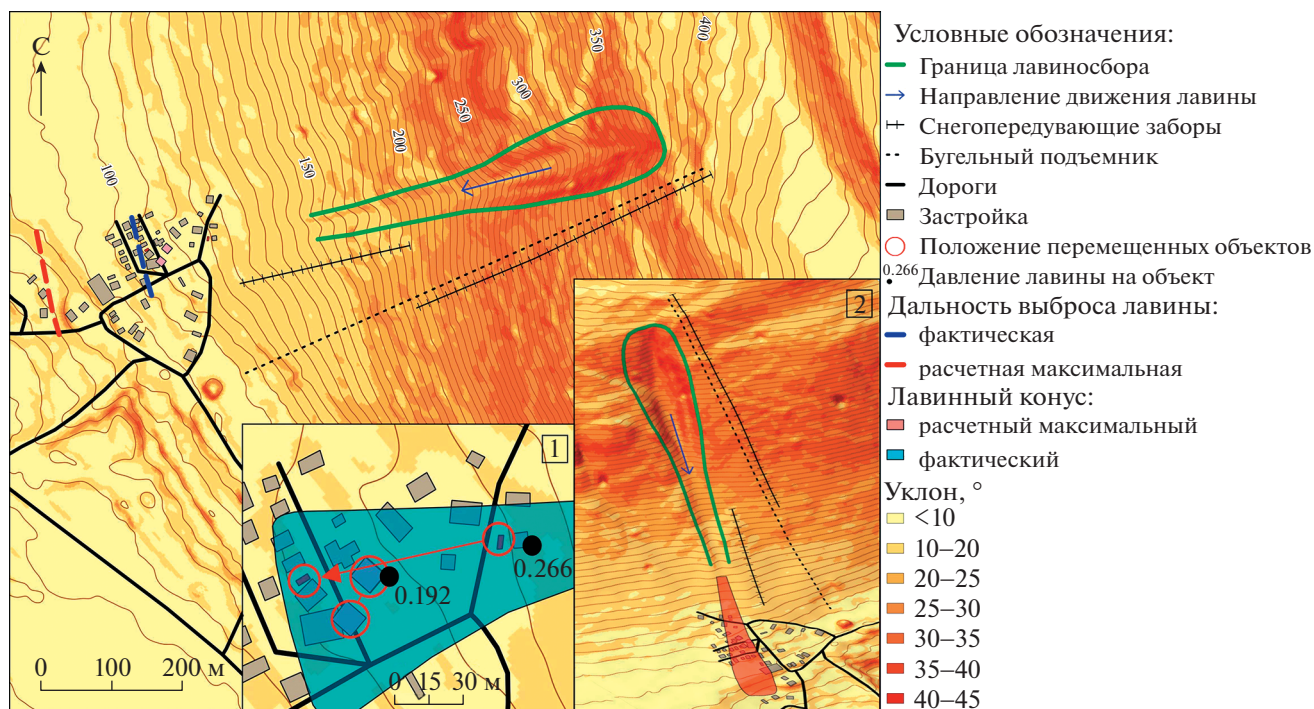 С
100
150
200
250
300
350
400
0 100 200 м
1
0.266
0.192
0 15 30 м
2
Условные обозначения:
Граница лавиносбора
Направление движения лавины
Снегопередувающие заборы
Бугельный подъемник
Дороги
Застройка
Положение перемещенных объектов
0.266 Давление лавины на объект
Дальность выброса лавины:
фактическая
расчетная максимальная
Лавинный конус:
расчетный максимальный
фактический
Уклон, °
<10
10–20
20–25
25–30
30–35
35–40
40–45